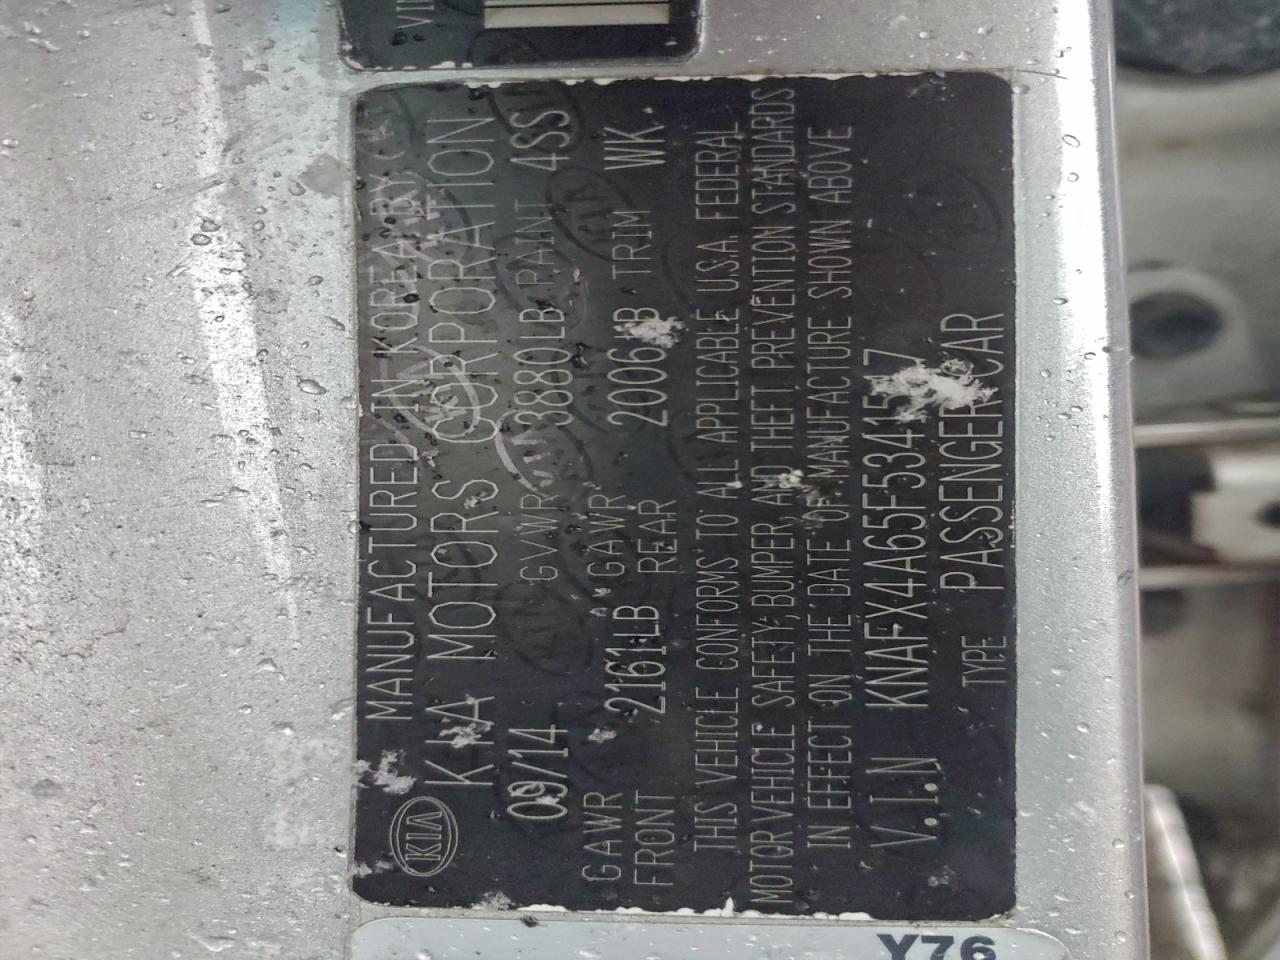 VIN
MANUFACTURED IN KOREA BY
KIA MOTORS CORPORATION
09/14 GVWR 3880LB PAINT 4SS
GAWR 2161LB GAWR 2006LB TRIM WK
FRONT REAR
THIS VEHICLE CONFORMS TO ALL APPLICABLE U.S.A. FEDERAL
MOTOR VEHICLE SAFETY, BUMPER, AND THEFT PREVENTION STANDARDS
IN EFFECT ON THE DATE OF MANUFACTURE SHOWN ABOVE
V.I.N
TYPE PASSENGER CAR
KIA
Y76